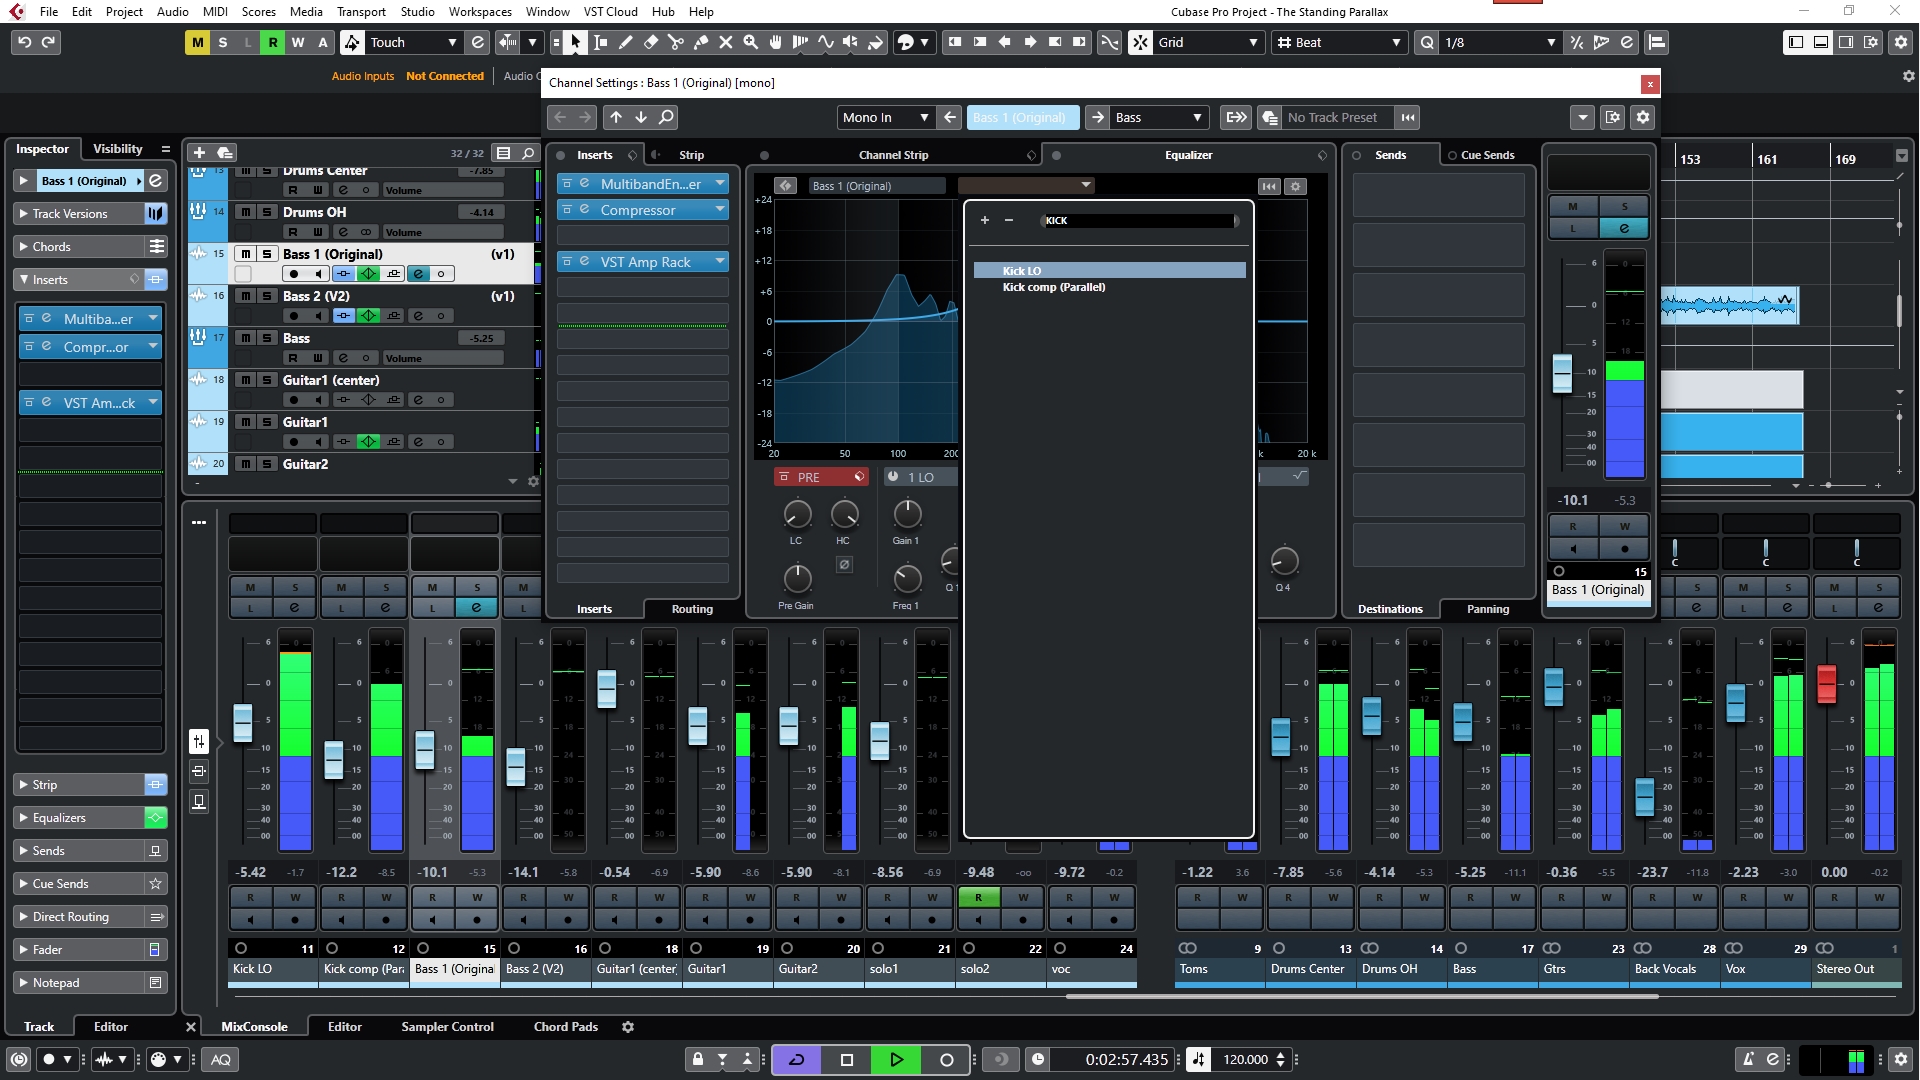 File Edit Project Audio MIDI Scores Media Transport Studio Workspaces Window VST Cloud Hub Help
Cubase Pro Project - The Standing Parallax
M S L R W A Touch Grid Beat Q 1/8
Audio Inputs Not Connected
Channel Settings : Bass 1 (Original) [mono]
Mono In Bass 1 (Original) Bass No Track Preset
Inspector Visibility
32 / 32
Bass 1 (Original)
Track Versions
Chords
Inserts
Multiba...er
Compr...or
VST Am...ck
Strip
Equalizers
Sends
Cue Sends
Direct Routing
Fader
Notepad
Track Editor
13 Drums Center -7.85
R W Volume
14 Drums OH -4.14
R W Volume
15 Bass 1 (Original) (v1)
16 Bass 2 (V2) (v1)
17 Bass -5.25
R W Volume
18 Guitar1 (center)
19 Guitar1
20 Guitar2
Inserts Strip
MultibandEn...er
Compressor
VST Amp Rack
Inserts Routing
Channel Strip Equalizer
Bass 1 (Original)
+24
+18
+12
+6
0
-6
-12
-18
-24
20 50 100 20 k
PRE 1 LO
LC HC Gain 1
Pre Gain Freq 1 Q 4
+ − KICK
Kick LO
Kick comp (Parallel)
Sends Cue Sends
Destinations Panning
M S
L e
6
0
5
10
15
20
30
40
00
-10.1 -5.3
R W
15
Bass 1 (Original)
153 161 169
-5.42 -1.7 -12.2 -8.5 -10.1 -5.3 -14.1 -5.8 -0.54 -6.9 -5.90 -8.6 -5.90 -8.1 -8.56 -6.9 -9.48 -oo -9.72 -0.2 -1.22 3.6 -7.85 -5.6 -4.14 -5.3 -5.25 -11.1 -0.36 -5.5 -23.7 -11.8 -2.23 -3.0 0.00 -0.2
R W R W R W R W R W R W R W R W R W R W R W R W R W R W R W R W R W R W
11 12 15 16 18 19 20 21 22 24 9 13 14 17 23 28 29 1
Kick LO Kick comp (Par Bass 1 (Origina Bass 2 (V2) Guitar1 (center Guitar1 Guitar2 solo1 solo2 voc Toms Drums Center Drums OH Bass Gtrs Back Vocals Vox Stereo Out
MixConsole Editor Sampler Control Chord Pads
AQ 0:02:57.435 120.000